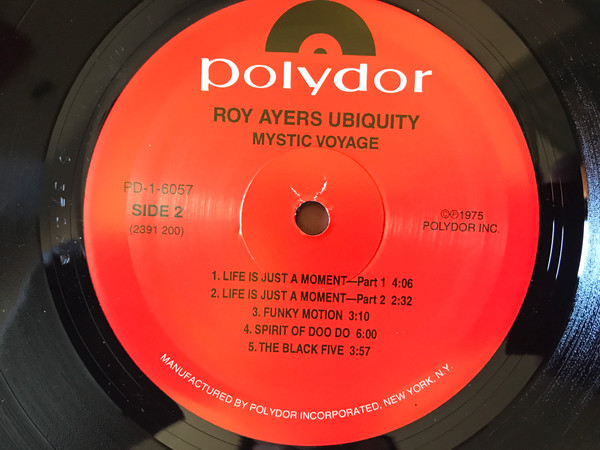 polydor
ROY AYERS UBIQUITY
MYSTIC VOYAGE
PD-1-6057
SIDE 2
(2391 200)
©℗1975
POLYDOR INC.
1. LIFE IS JUST A MOMENT—Part 1 4:06
2. LIFE IS JUST A MOMENT—Part 2 2:32
3. FUNKY MOTION 3:10
4. SPIRIT OF DOO DO 6:00
5. THE BLACK FIVE 3:57
MANUFACTURED BY POLYDOR INCORPORATED, NEW YORK, N.Y.